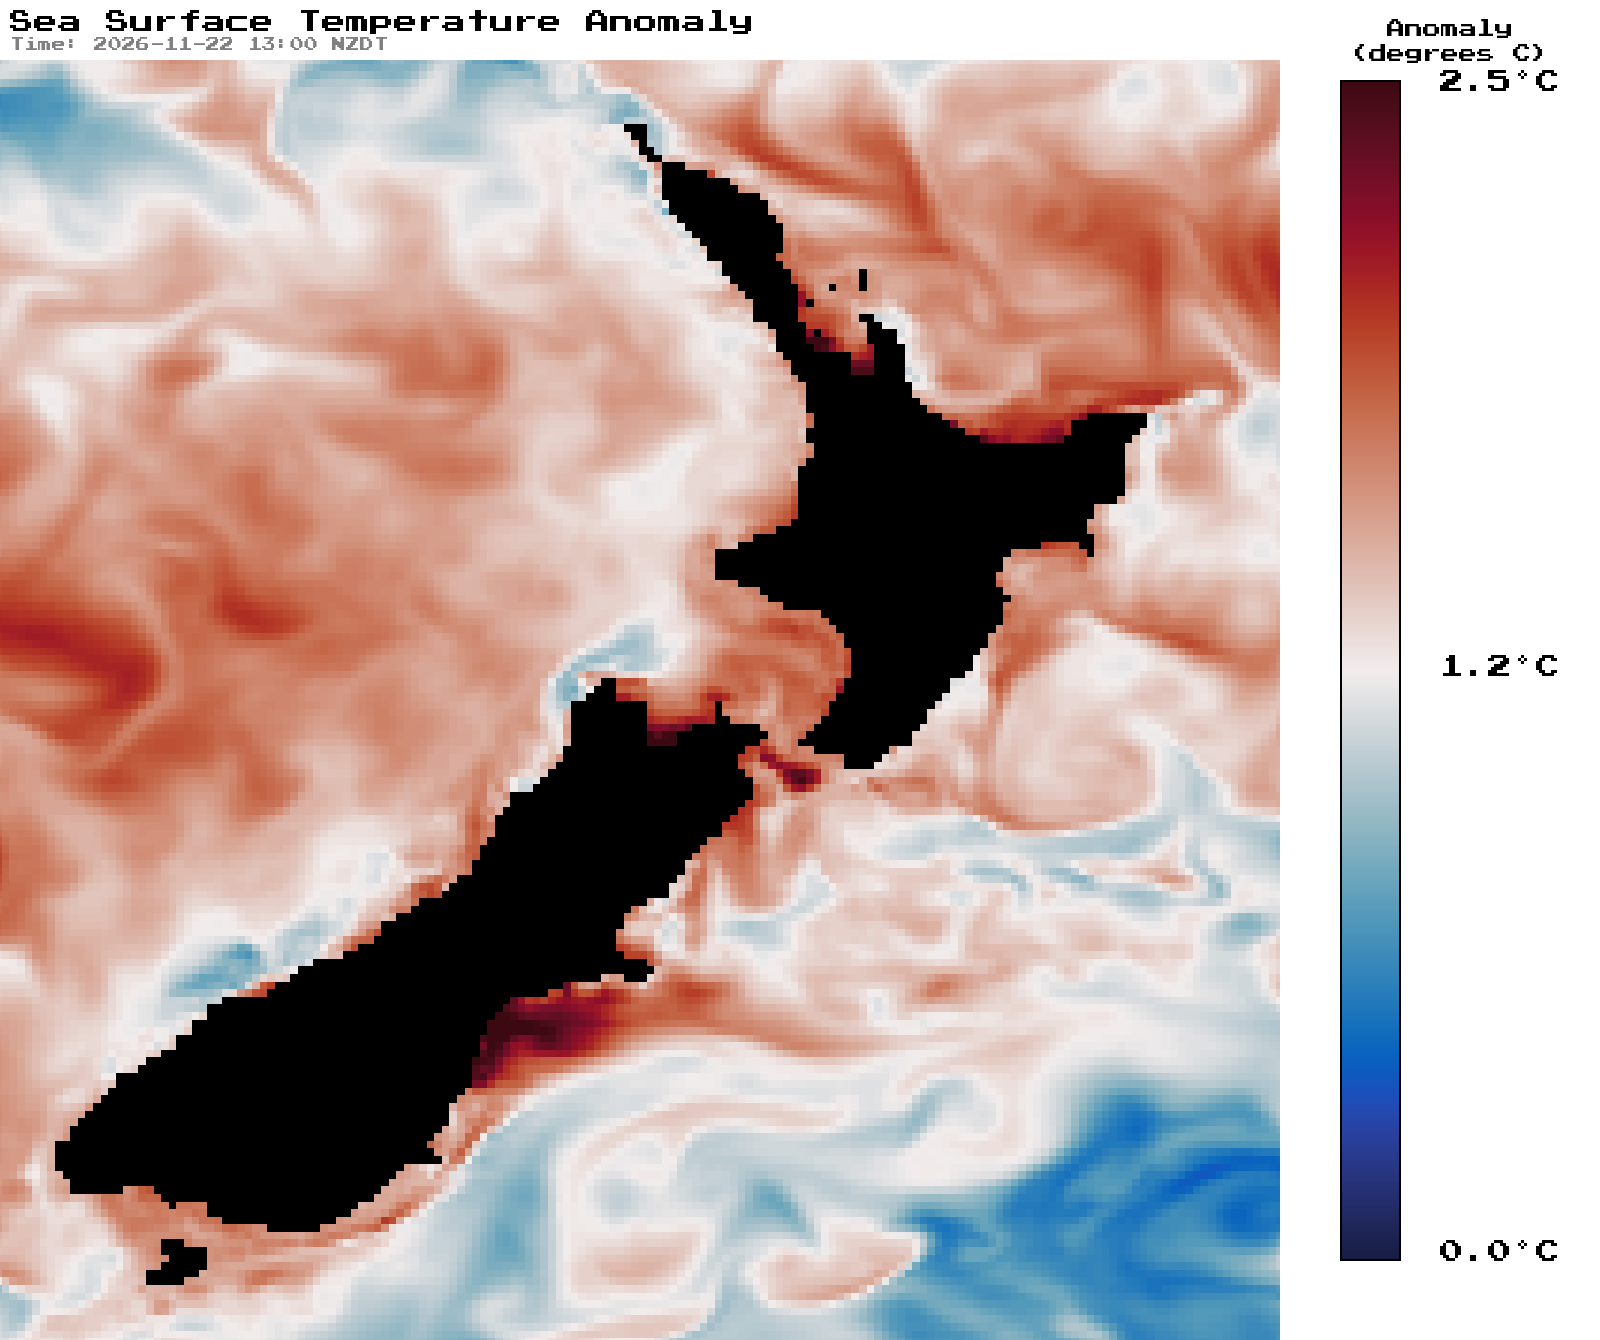 Sea Surface Temperature Anomaly
Time: 2026-11-22 13:00 NZDT
Anomaly
(degrees C)
2.5°C
1.2°C
0.0°C